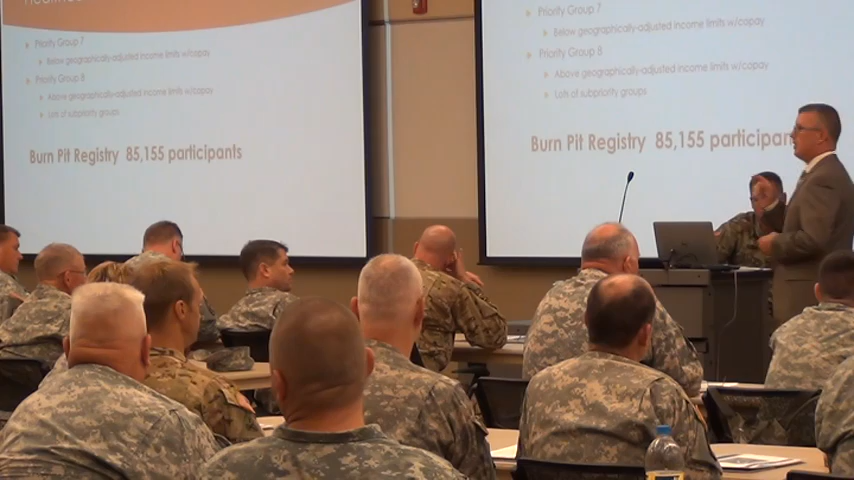 Priority Group 7
Below geographically-adjusted income limits w/copay
Priority Group 8
Above geographically-adjusted income limits w/copay
Lots of subpriority groups
Burn Pit Registry 85,155 participants
Priority Group 7
Below geographically-adjusted income limits w/copay
Priority Group 8
Above geographically-adjusted income limits w/copay
Lots of subpriority groups
Burn Pit Registry 85,155 participan